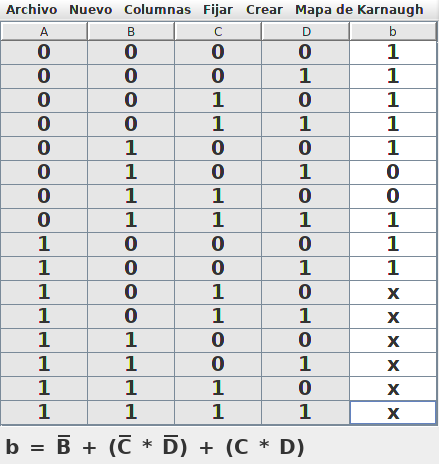 Archivo Nuevo Columnas Fijar Crear Mapa de Karnaugh
A B C D b
0 0 0 0 1
0 0 0 1 1
0 0 1 0 1
0 0 1 1 1
0 1 0 0 1
0 1 0 1 0
0 1 1 0 0
0 1 1 1 1
1 0 0 0 1
1 0 0 1 1
1 0 1 0 x
1 0 1 1 x
1 1 0 0 x
1 1 0 1 x
1 1 1 0 x
1 1 1 1 x
b = B̅ + (C̅ * D̅) + (C * D)